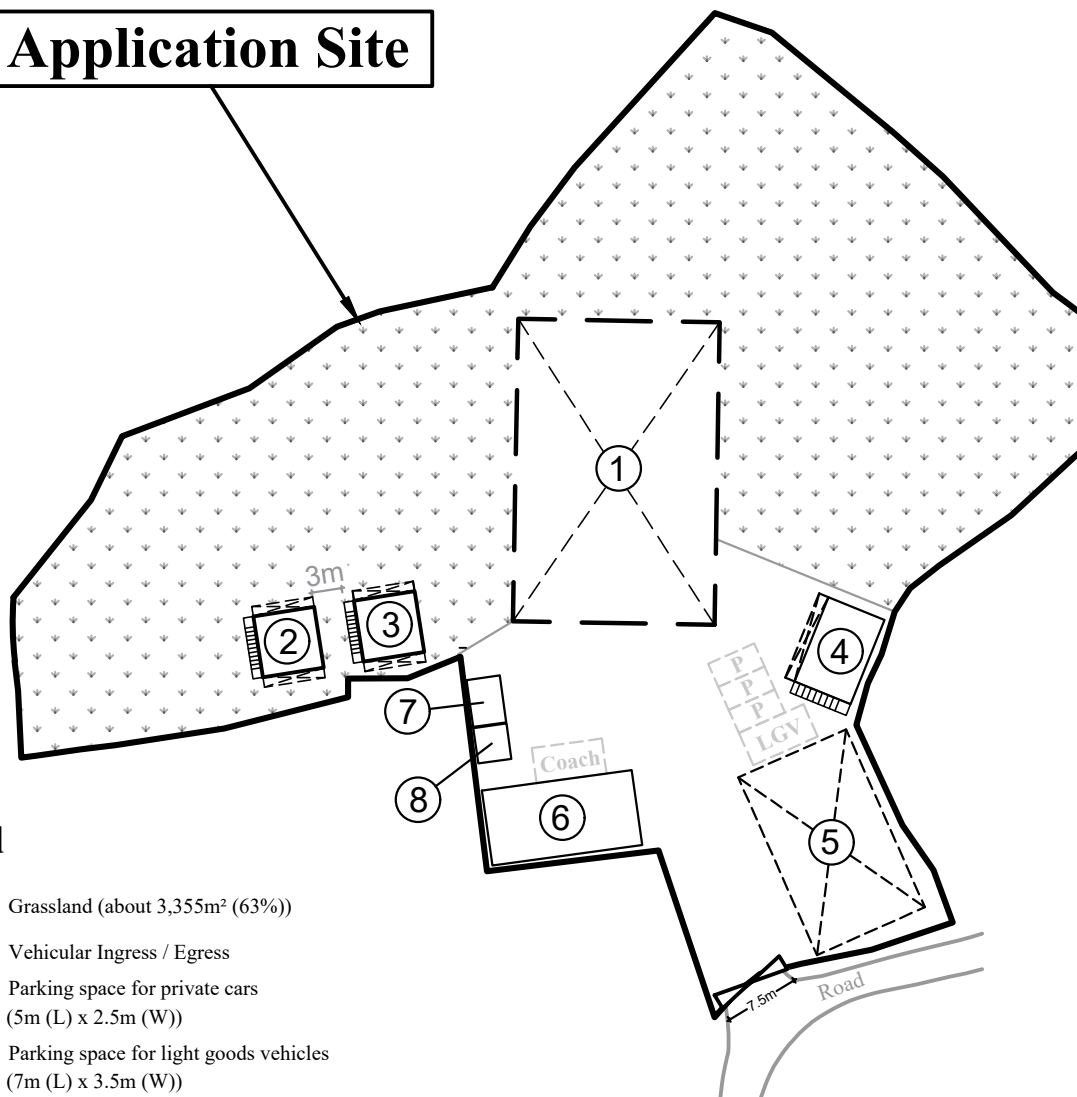 Application Site
1
3m
2
3
4
P
P
P
LGV
7
Coach
8
6
5
Grassland (about 3,355m² (63%))
Vehicular Ingress / Egress
Road
7.5m
Parking space for private cars
(5m (L) x 2.5m (W))
Parking space for light goods vehicles
(7m (L) x 3.5m (W))